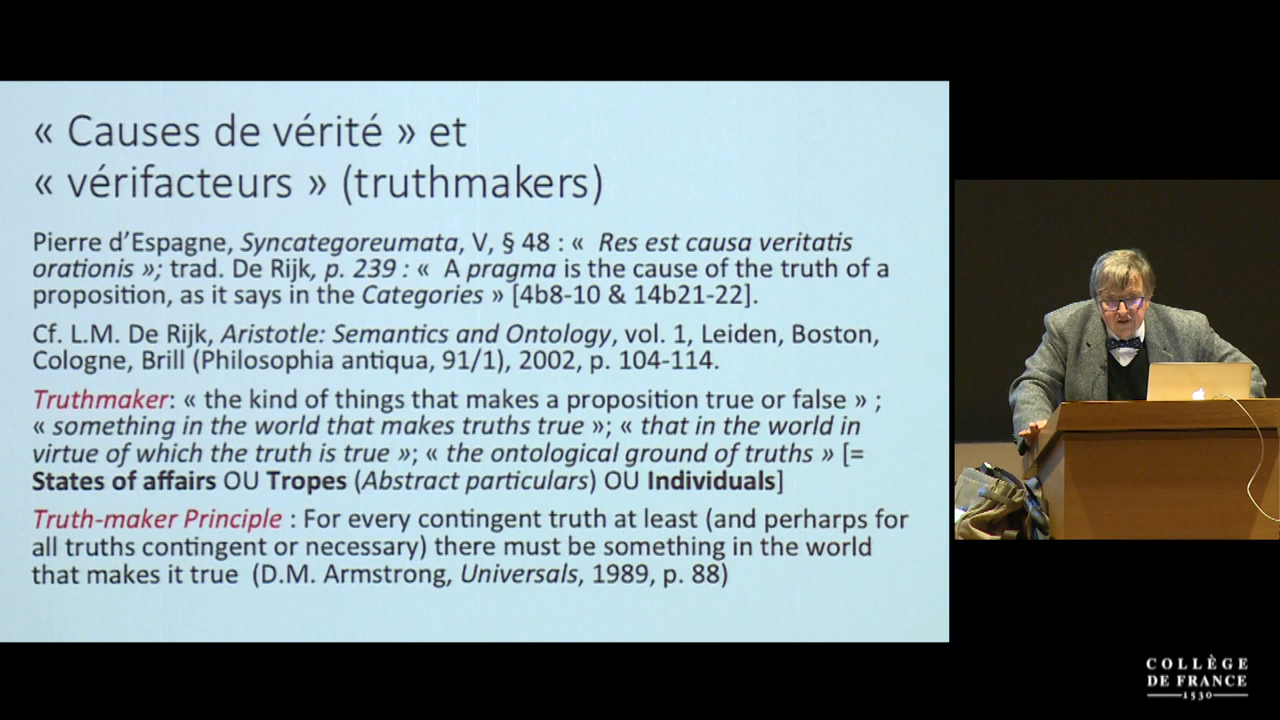 « Causes de vérité » et
« vérifacteurs » (truthmakers)
Pierre d’Espagne, Syncategoreumata, V, § 48 : « Res est causa veritatis
orationis »; trad. De Rijk, p. 239 : « A pragma is the cause of the truth of a
proposition, as it says in the Categories » [4b8-10 & 14b21-22].
Cf. L.M. De Rijk, Aristotle: Semantics and Ontology, vol. 1, Leiden, Boston,
Cologne, Brill (Philosophia antiqua, 91/1), 2002, p. 104-114.
Truthmaker: « the kind of things that makes a proposition true or false » ;
« something in the world that makes truths true »; « that in the world in
virtue of which the truth is true »; « the ontological ground of truths » [=
States of affairs OU Tropes (Abstract particulars) OU Individuals]
Truth-maker Principle : For every contingent truth at least (and perharps for
all truths contingent or necessary) there must be something in the world
that makes it true (D.M. Armstrong, Universals, 1989, p. 88)
COLLÈGE
DE FRANCE
1530